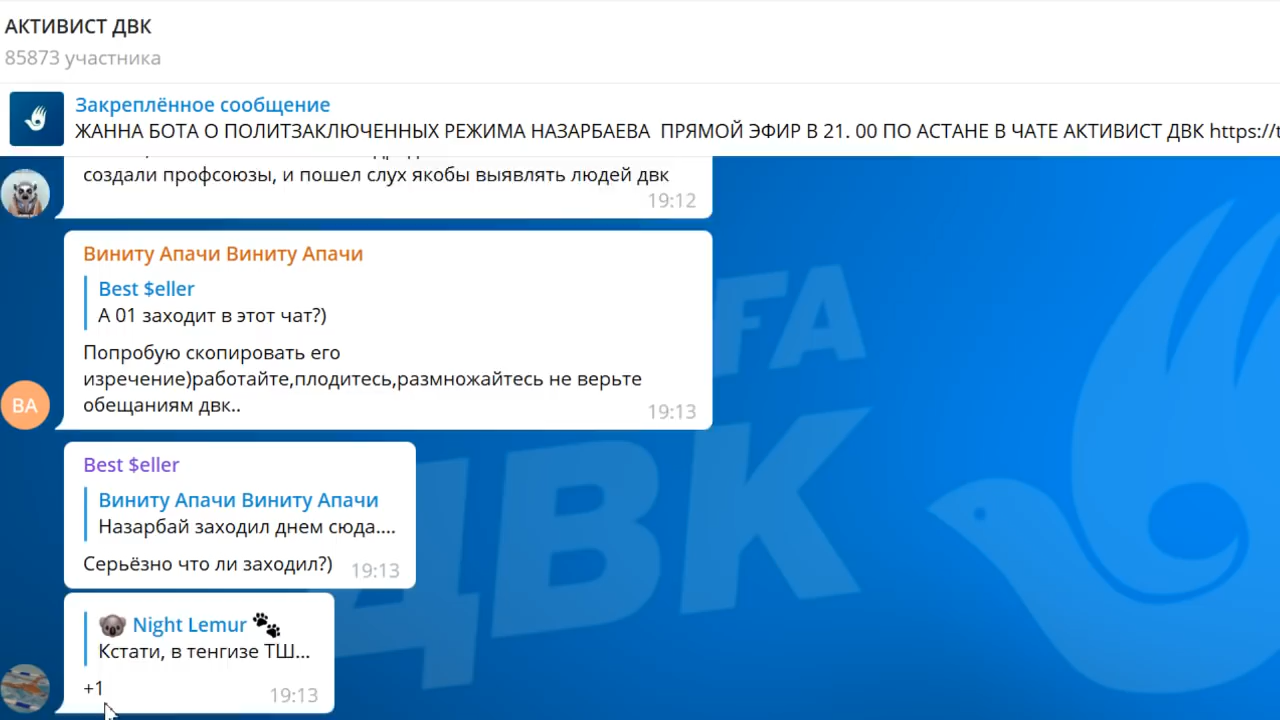 АКТИВИСТ ДВК
85873 участника
Закреплённое сообщение
ЖАННА БОТА О ПОЛИТЗАКЛЮЧЕННЫХ РЕЖИМА НАЗАРБАЕВА ПРЯМОЙ ЭФИР В 21. 00 ПО АСТАНЕ В ЧАТЕ АКТИВИСТ ДВК https://t
создали профсоюзы, и пошел слух якобы выявлять людей двк
19:12
Виниту Апачи Виниту Апачи
Best $eller
А 01 заходит в этот чат?)
Попробую скопировать его
изречение)работайте,плодитесь,размножайтесь не верьте
обещаниям двк..
19:13
ВА
Best $eller
Виниту Апачи Виниту Апачи
Назарбай заходил днем сюда....
Серьёзно что ли заходил?)
19:13
Night Lemur
Кстати, в тенгизе ТШ...
+1
19:13
ДВК